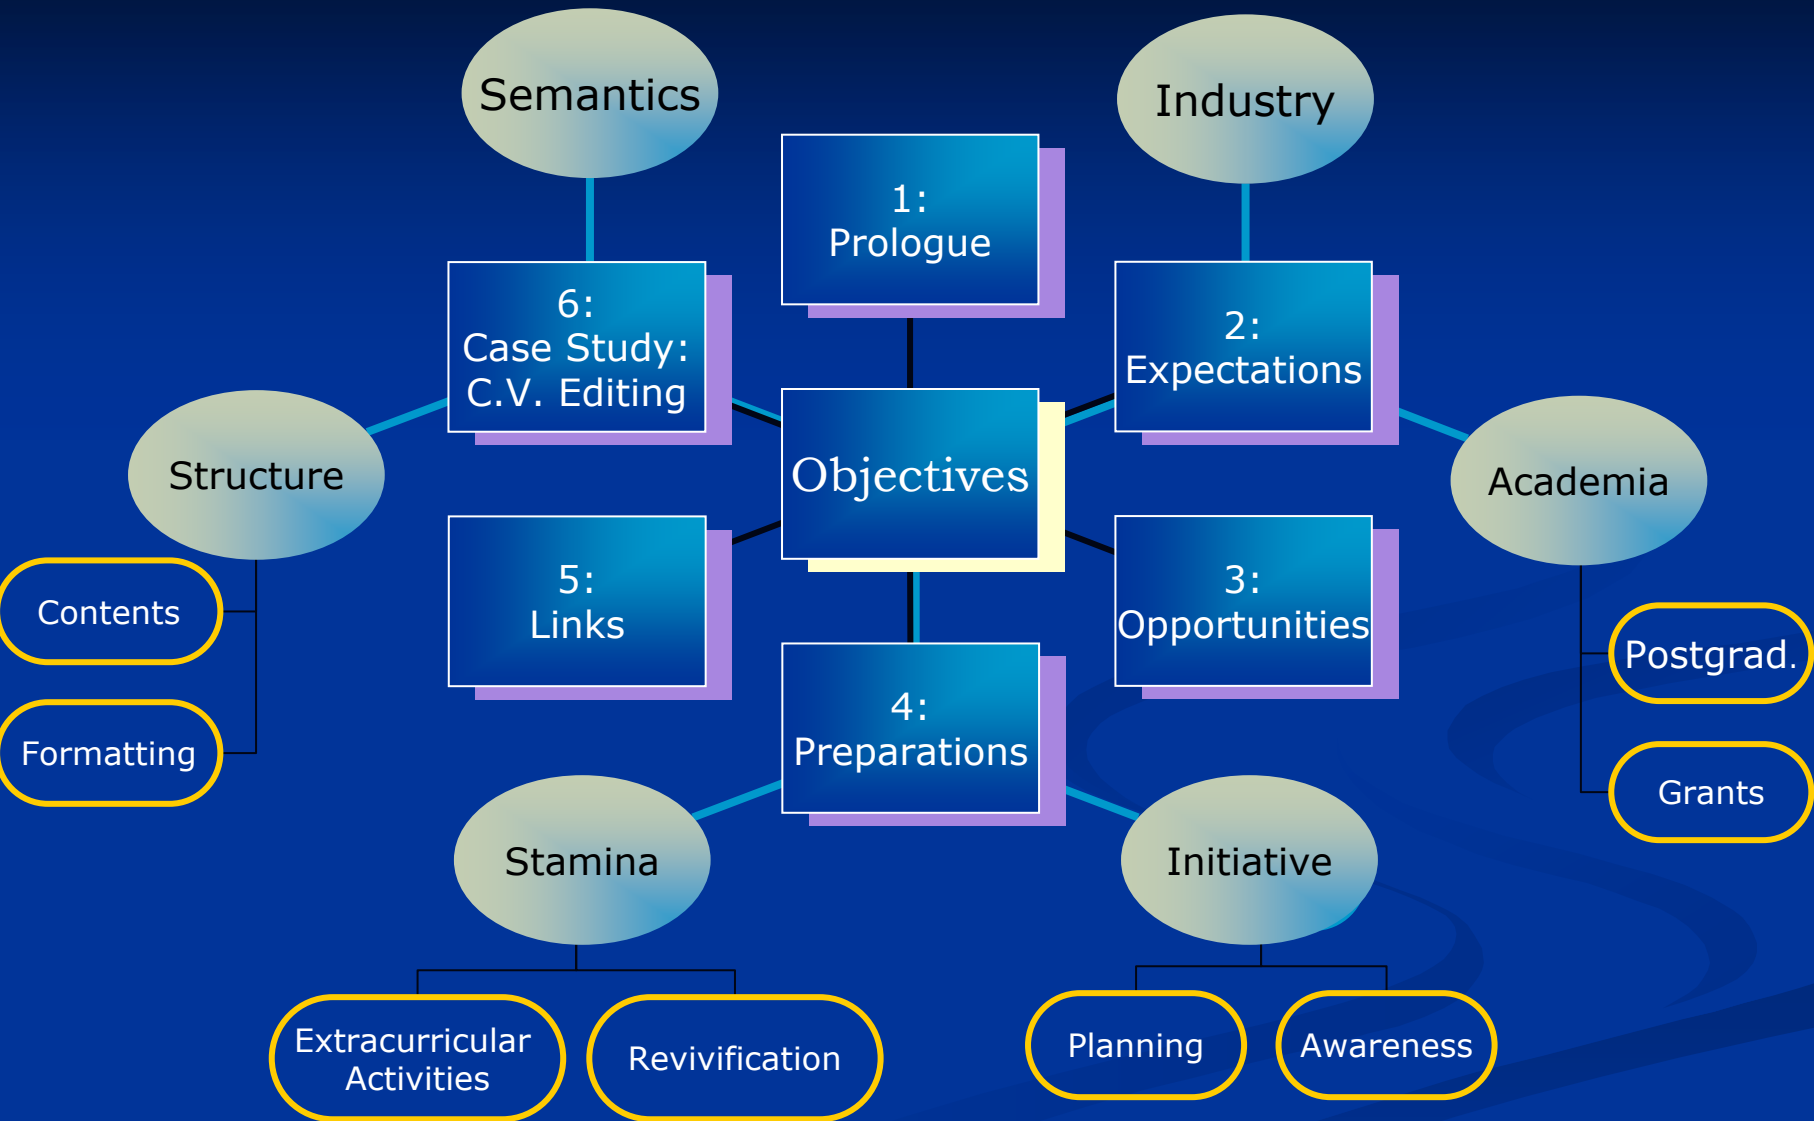 Semantics
Industry
1:
Prologue
6:
Case Study:
C.V. Editing
2:
Expectations
Objectives
Structure
Academia
5:
Links
3:
Opportunities
Contents
Formatting
Postgrad.
Grants
4:
Preparations
Stamina
Initiative
Extracurricular
Activities
Revivification
Planning
Awareness